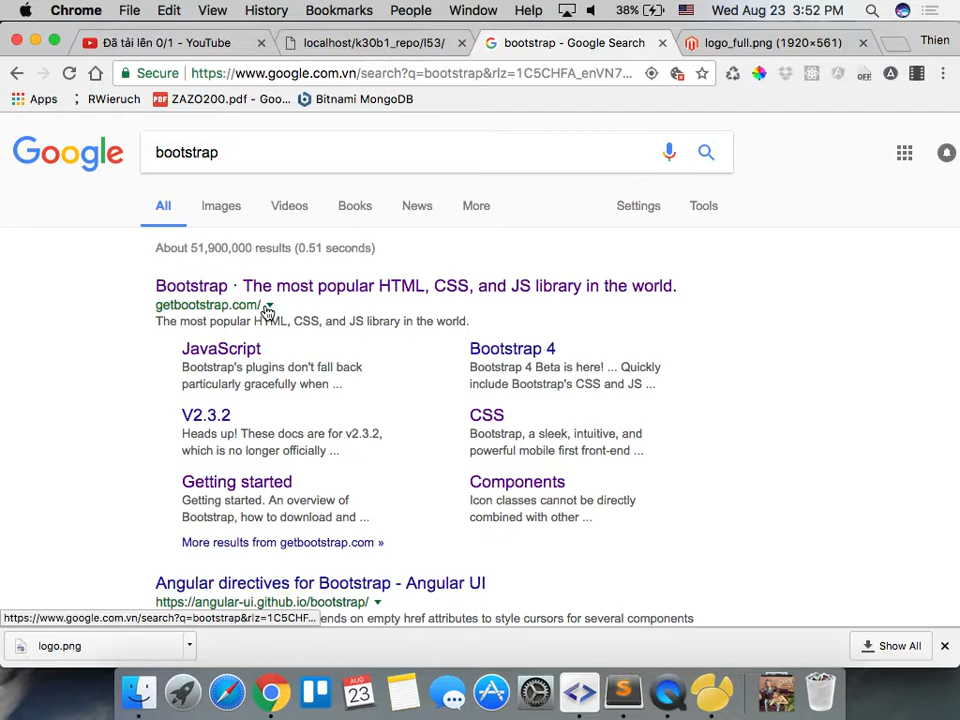 Chrome File Edit View History Bookmarks People Window Help 38% Wed Aug 23 3:52 PM
Đã tải lên 0/1 - YouTube localhost/k30b1_repo/l53/ bootstrap - Google Search logo_full.png (1920×561) Thien
Secure https://www.google.com.vn/search?q=bootstrap&rlz=1C5CHFA_enVN7... OFF
Apps RWieruch PDF ZAZO200.pdf - Goo... Bitnami MongoDB
Google bootstrap
All Images Videos Books News More Settings Tools
About 51,900,000 results (0.51 seconds)
Bootstrap · The most popular HTML, CSS, and JS library in the world.
getbootstrap.com/
The most popular HTML, CSS, and JS library in the world.
JavaScript
Bootstrap's plugins don't fall back
particularly gracefully when ...
Bootstrap 4
Bootstrap 4 Beta is here! ... Quickly
include Bootstrap's CSS and JS ...
V2.3.2
Heads up! These docs are for v2.3.2,
which is no longer officially ...
CSS
Bootstrap, a sleek, intuitive, and
powerful mobile first front-end ...
Getting started
Getting started. An overview of
Bootstrap, how to download and ...
Components
Icon classes cannot be directly
combined with other ...
More results from getbootstrap.com »
Angular directives for Bootstrap - Angular UI
https://angular-ui.github.io/bootstrap/
https://www.google.com.vn/search?q=bootstrap&rlz=1C5CHF... ends on empty href attributes to style cursors for several components
logo.png Show All
AUG
23